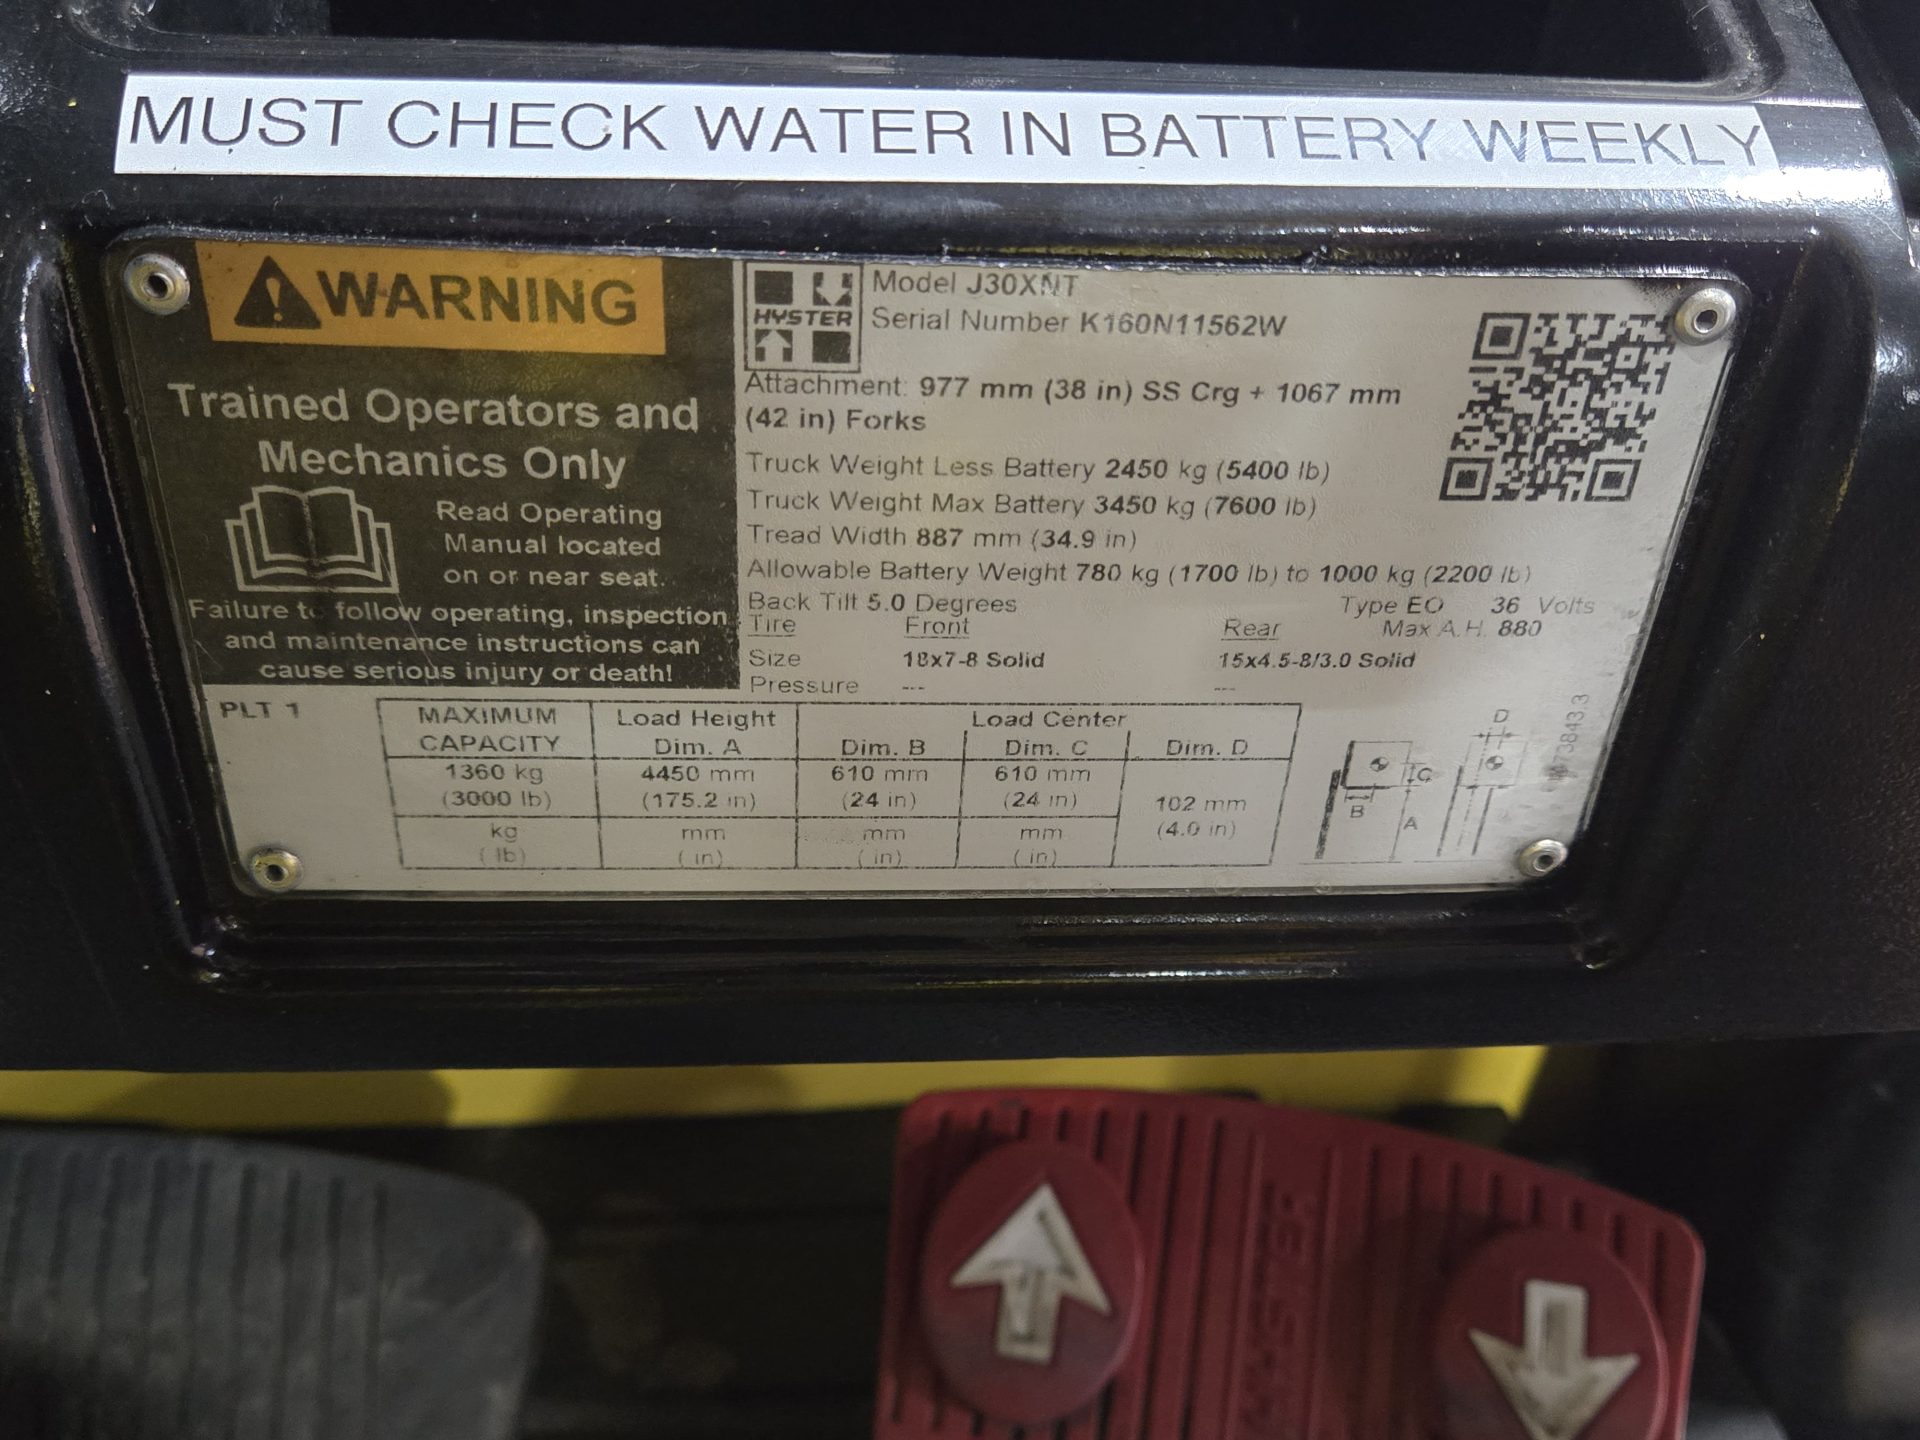 MUST CHECK WATER IN BATTERY WEEKLY
WARNING
Trained Operators and
Mechanics Only
Read Operating
Manual located
on or near seat.
Failure to follow operating, inspection
and maintenance instructions can
cause serious injury or death!
HYSTER
Model J30XNT
Serial Number K160N11562W
Attachment: 977 mm (38 in) SS Crg + 1067 mm
(42 in) Forks
Truck Weight Less Battery 2450 kg (5400 lb)
Truck Weight Max Battery 3450 kg (7600 lb)
Tread Width 887 mm (34.9 in)
Allowable Battery Weight 780 kg (1700 lb) to 1000 kg (2200 lb)
Back Tilt 5.0 Degrees Type EO 36 Volts
Tire Front Rear Max A.H. 880
Size 18x7-8 Solid 15x4.5-8/3.0 Solid
Pressure --- ---
PLT 1
MAXIMUM Load Height Load Center
CAPACITY Dim. A Dim. B Dim. C Dim. D
1360 kg 4450 mm 610 mm 610 mm
(3000 lb) (175.2 in) (24 in) (24 in) 102 mm
kg mm mm mm (4.0 in)
( lb) ( in) ( in) ( in)
D
C
B
A
HYSTER